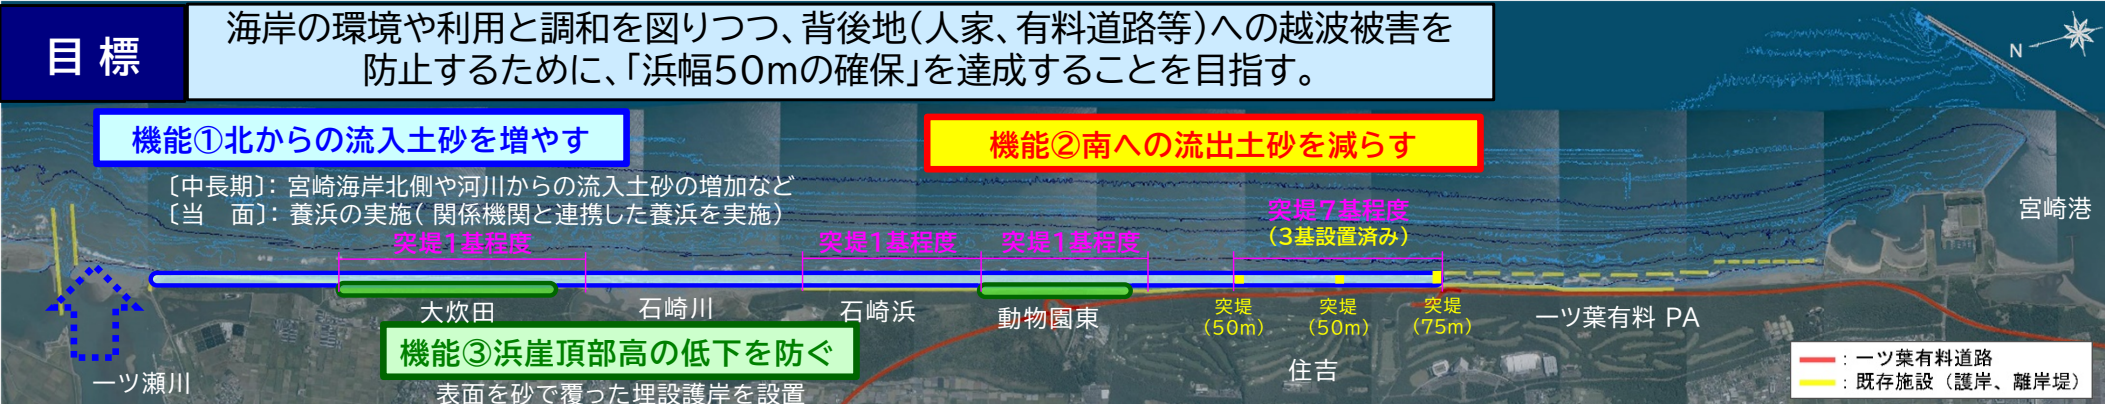 目 標
海岸の環境や利用と調和を図りつつ、背後地(人家、有料道路等)への越波被害を
防止するために、「浜幅50mの確保」を達成することを目指す。
N
機能①北からの流入土砂を増やす
機能②南への流出土砂を減らす
〔中長期〕: 宮崎海岸北側や河川からの流入土砂の増加など
〔当　面〕: 養浜の実施( 関係機関と連携した養浜を実施)
宮崎港
突堤1基程度
突堤1基程度
突堤1基程度
突堤7基程度
(3基設置済み)
大炊田
石崎川
石崎浜
動物園東
突堤
(50m)
突堤
(50m)
突堤
(75m)
一ツ葉有料 PA
機能③浜崖頂部高の低下を防ぐ
表面を砂で覆った埋設護岸を設置
一ツ瀬川
住吉
: 一ツ葉有料道路
: 既存施設（護岸、離岸堤）